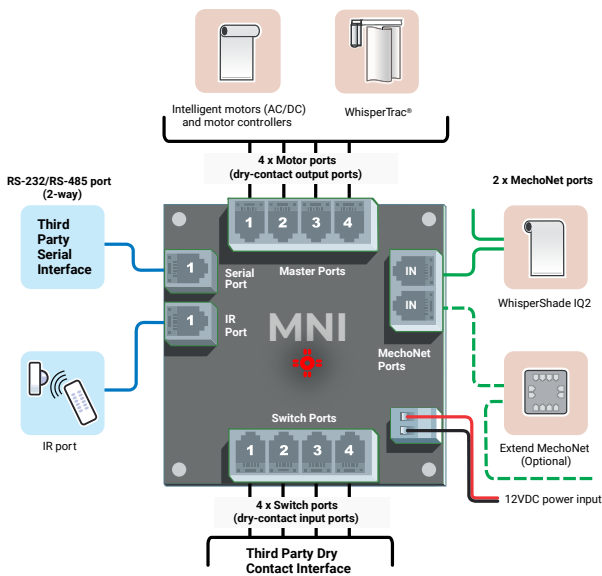 Intelligent motors (AC/DC)
and motor controllers
WhisperTrac®
4 x Motor ports
(dry-contact output ports)
RS-232/RS-485 port
(2-way)
2 x MechoNet ports
Third
Party
Serial
Interface
1
2
3
4
Master Ports
1
Serial
Port
IN
IN
WhisperShade IQ2
1
IR
Port
MNI
MechoNet
Ports
IR port
Switch Ports
1
2
3
4
Extend MechoNet
(Optional)
12VDC power input
4 x Switch ports
(dry-contact input ports)
Third Party Dry
Contact Interface